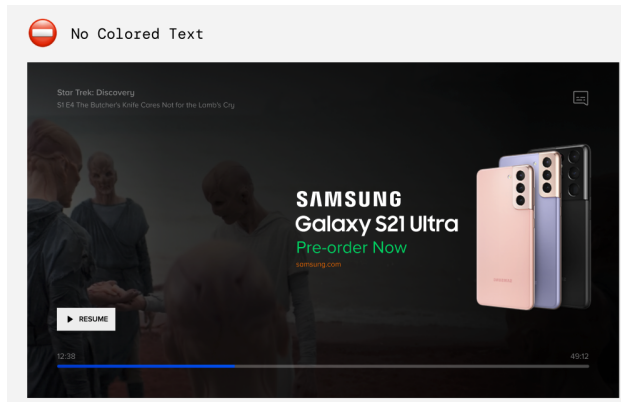 No Colored Text
Star Trek: Discovery
S1 E4 The Butcher's Knife Cares Not for the Lamb's Cry
SAMSUNG
Galaxy S21 Ultra
Pre-order Now
samsung.com
SAMSUNG
RESUME
12:38
49:12